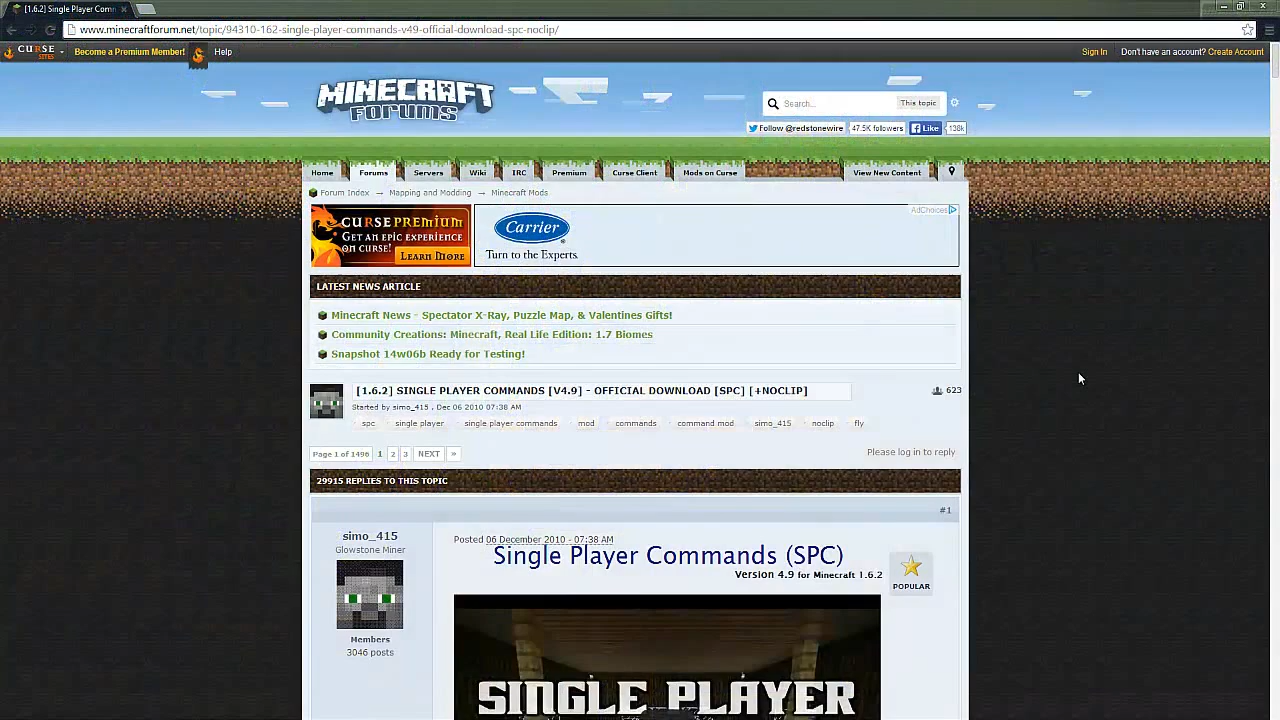 [1.6.2] Single Player Comm
www.minecraftforum.net/topic/94310-162-single-player-commands-v49-official-download-spc-noclip/
CURSE SITES Become a Premium Member! Help Sign In Don't have an account? Create Account
MINECRAFT FORUMS
Search... This topic
Follow @redstonewire 47.5K followers Like 138k
Home Forums Servers Wiki IRC Premium Curse Client Mods on Curse View New Content
Forum Index → Mapping and Modding → Minecraft Mods
CURSE PREMIUM
GET AN EPIC EXPERIENCE
ON CURSE! LEARN MORE
AdChoices
Carrier
Turn to the Experts.
LATEST NEWS ARTICLE
Minecraft News - Spectator X-Ray, Puzzle Map, & Valentines Gifts!
Community Creations: Minecraft, Real Life Edition: 1.7 Biomes
Snapshot 14w06b Ready for Testing!
[1.6.2] SINGLE PLAYER COMMANDS [V4.9] - OFFICIAL DOWNLOAD [SPC] [+NOCLIP] 623
Started by simo_415 , Dec 06 2010 07:38 AM
spc single player single player commands mod commands command mod simo_415 noclip fly
Page 1 of 1496 1 2 3 NEXT » Please log in to reply
29915 REPLIES TO THIS TOPIC
#1
simo_415
Glowstone Miner
Members
3046 posts
Posted 06 December 2010 - 07:38 AM
Single Player Commands (SPC)
Version 4.9 for Minecraft 1.6.2
POPULAR
SINGLE PLAYER